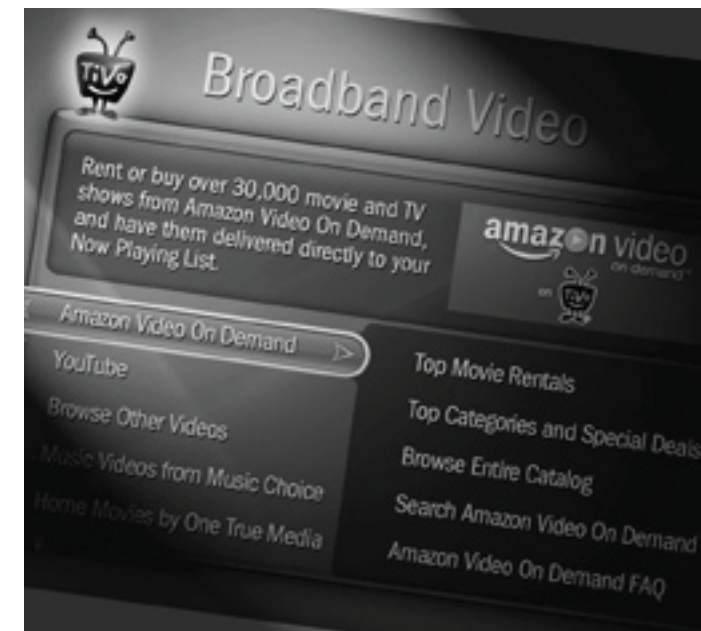 TiVo
Broadband Video
Rent or buy over 30,000 movie and TV
shows from Amazon Video On Demand,
and have them delivered directly to your
Now Playing List.
amazon video
on demand™
on TiVo
Amazon Video On Demand
YouTube
Browse Other Videos
Music Videos from Music Choice
Home Movies by One True Media
Top Movie Rentals
Top Categories and Special Deals
Browse Entire Catalog
Search Amazon Video On Demand
Amazon Video On Demand FAQ